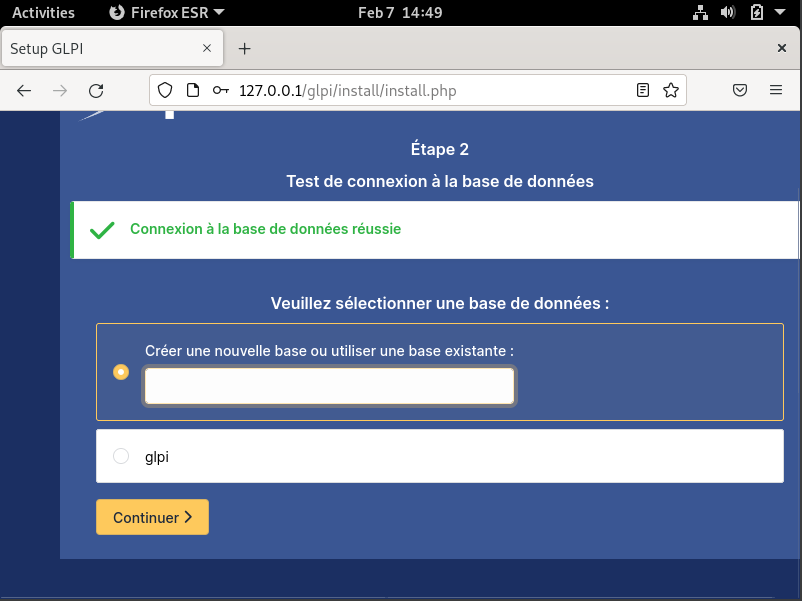 Activities Firefox ESR Feb 7 14:49
Setup GLPI
127.0.0.1/glpi/install/install.php
Étape 2
Test de connexion à la base de données
Connexion à la base de données réussie
Veuillez sélectionner une base de données :
Créer une nouvelle base ou utiliser une base existante :
glpi
Continuer